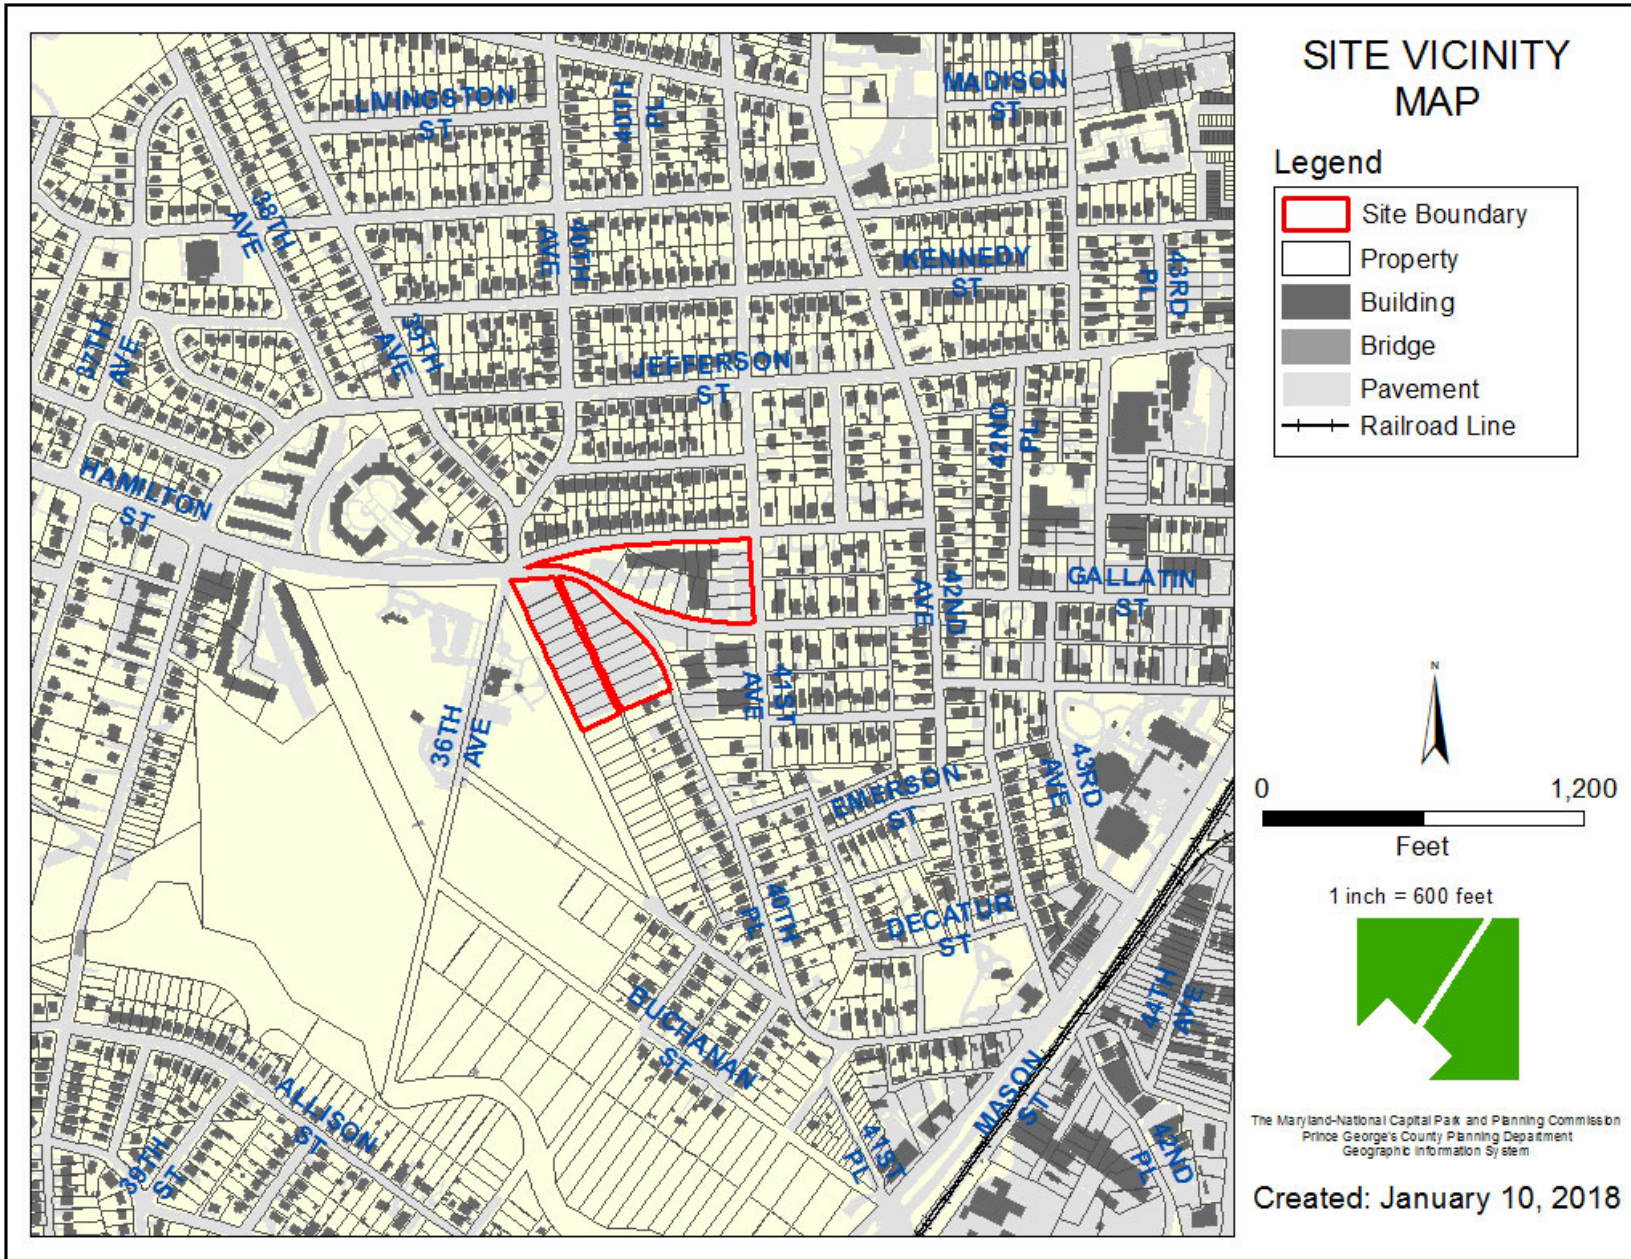 SITE VICINITY
MAP
Legend
Site Boundary
Property
Building
Bridge
Pavement
Railroad Line
N
0 1,200
Feet
1 inch = 600 feet
The Maryland-National Capital Park and Planning Commission
Prince George's County Planning Department
Geographic Information System
Created: January 10, 2018
LIVINGSTON
ST
40TH
PL
MADISON
ST
38TH
AVE
40TH
AVE
KENNEDY
ST
43RD
PL
37TH
AVE
39TH
AVE
JEFFERSON
ST
42ND
PL
HAMILTON
ST
GALLATIN
ST
42ND
AVE
41ST
AVE
36TH
AVE
EMERSON
ST
43RD
AVE
40TH
PL
DECATUR
ST
44TH
AVE
BUCHANAN
ST
MASON
ST
ALLISON
ST
39TH
ST
41ST
PL
42ND
PL